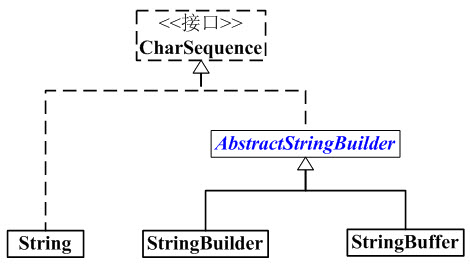 <<接口>>
CharSequence
AbstractStringBuilder
String
StringBuilder
StringBuffer